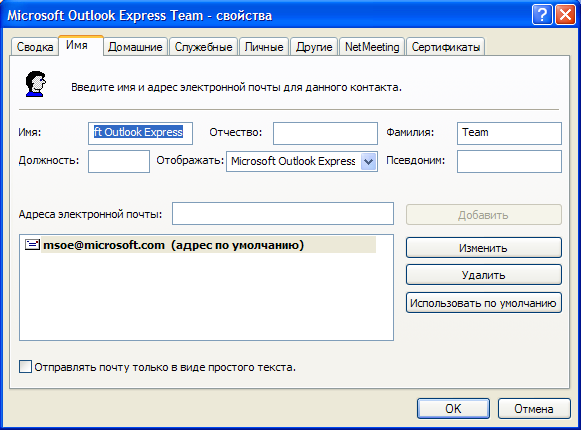 Microsoft Outlook Express Team - свойства
Сводка Имя Домашние Служебные Личные Другие NetMeeting Сертификаты
Введите имя и адрес электронной почты для данного контакта.
Имя: ft Outlook Express Отчество: Фамилия: Team
Должность: Отображать: Microsoft Outlook Express Псевдоним:
Адреса электронной почты: Добавить
msoe@microsoft.com (адрес по умолчанию)
Изменить
Удалить
Использовать по умолчанию
Отправлять почту только в виде простого текста.
OK Отмена